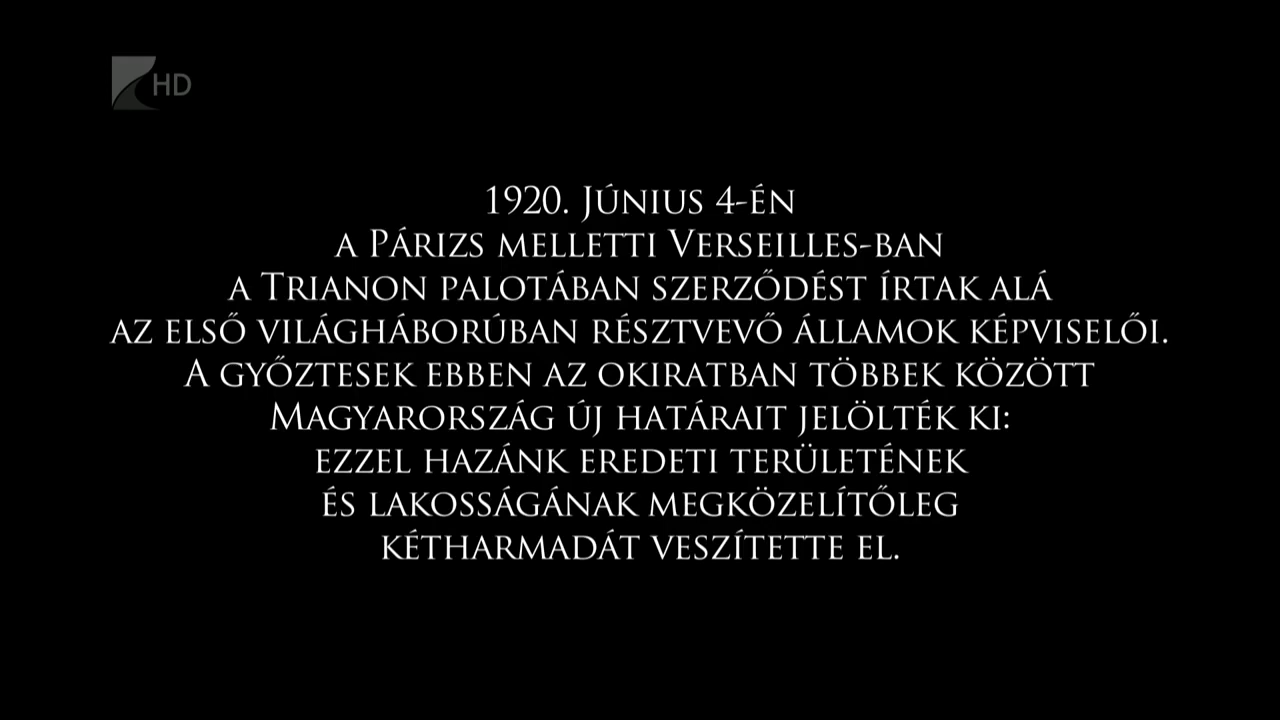 HD
1920. Június 4-én
a Párizs melletti Verseilles-ban
a Trianon palotában szerződést írtak alá
az első világháborúban résztvevő államok képviselői.
A győztesek ebben az okiratban többek között
Magyarország új határait jelölték ki:
ezzel hazánk eredeti területének
és lakosságának megközelítőleg
kétharmadát veszítette el.